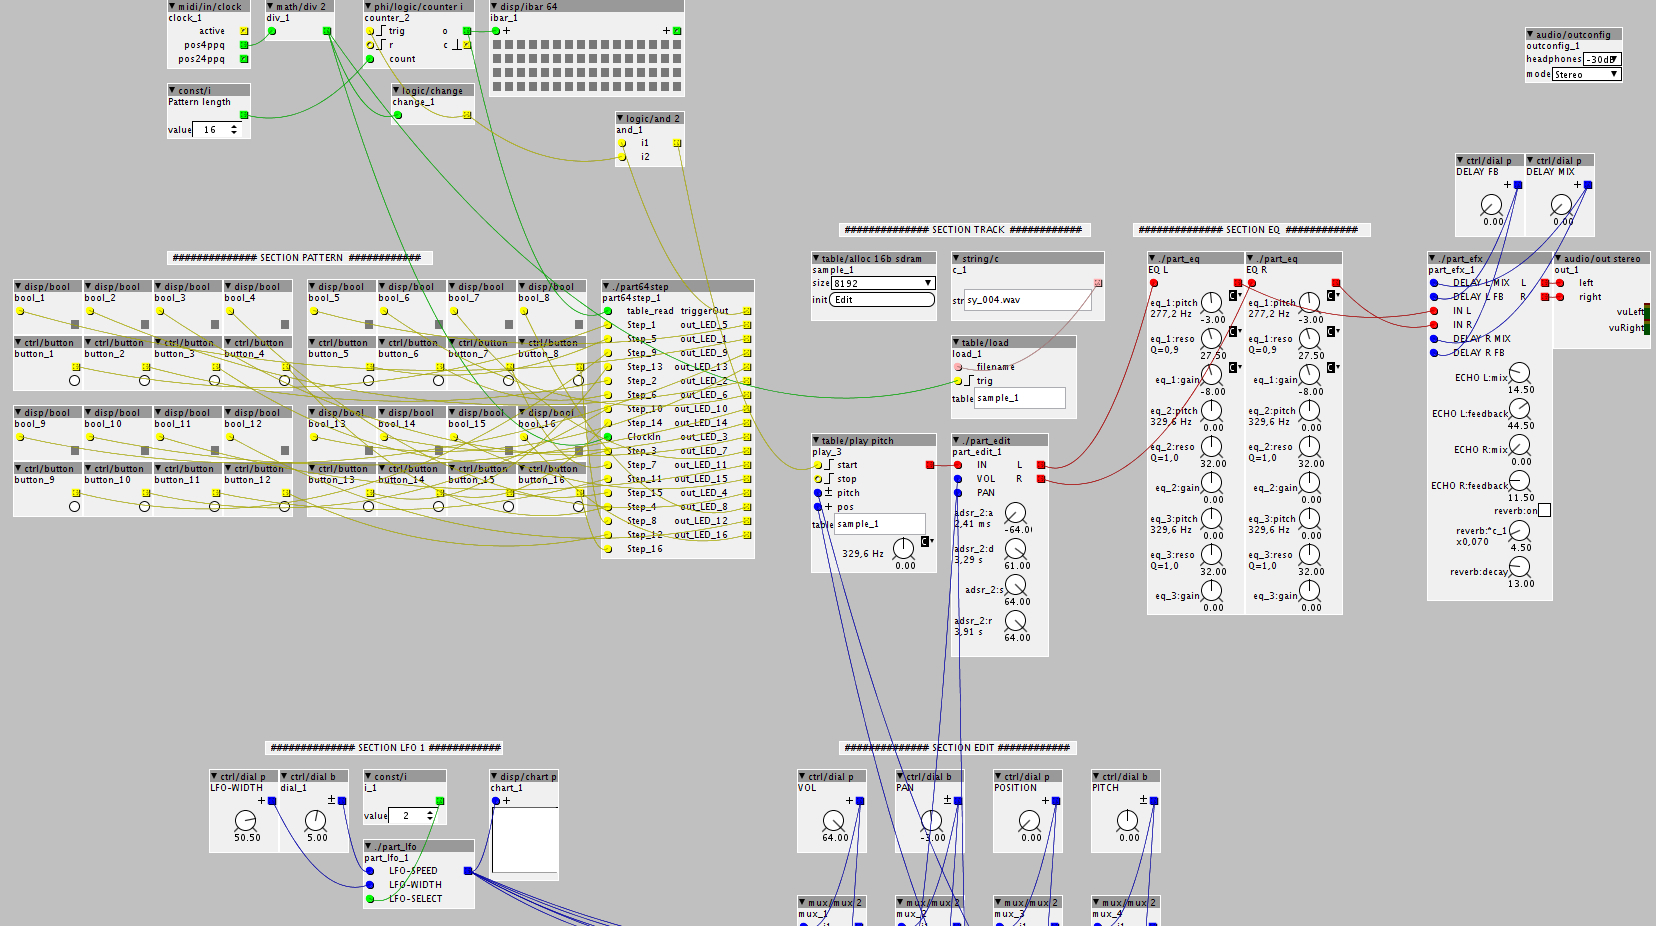 midi/in/clock
clock_1
active
pos4ppq
pos24ppq
math/div 2
div_1
phi/logic/counter i
counter_2
trig o
r c
count
disp/ibar 64
ibar_1
+ +
const/i
Pattern length
value 16
logic/change
change_1
logic/and 2
and_1
i1
i2
audio/outconfig
outconfig_1
headphones -30dB
mode Stereo
ctrl/dial p
DELAY FB
+
0.00
ctrl/dial p
DELAY MIX
+
0.00
############# SECTION PATTERN ############
disp/bool
bool_1
disp/bool
bool_2
disp/bool
bool_3
disp/bool
bool_4
disp/bool
bool_5
disp/bool
bool_6
disp/bool
bool_7
disp/bool
bool_8
ctrl/button
button_1
ctrl/button
button_2
ctrl/button
button_3
ctrl/button
button_4
ctrl/button
button_5
ctrl/button
button_6
ctrl/button
button_7
ctrl/button
button_8
disp/bool
bool_9
disp/bool
bool_10
disp/bool
bool_11
disp/bool
bool_12
disp/bool
bool_13
disp/bool
bool_14
disp/bool
bool_15
disp/bool
bool_16
ctrl/button
button_9
ctrl/button
button_10
ctrl/button
button_11
ctrl/button
button_12
ctrl/button
button_13
ctrl/button
button_14
ctrl/button
button_15
ctrl/button
button_16
./part64step
part64step_1
table_read triggerOut
Step_1 out_LED_5
Step_5 out_LED_1
Step_9 out_LED_9
Step_13 out_LED_13
Step_2 out_LED_2
Step_6 out_LED_6
Step_10 out_LED_10
Step_14 out_LED_14
ClockIn out_LED_3
Step_3 out_LED_7
Step_7 out_LED_11
Step_11 out_LED_15
Step_15 out_LED_4
Step_4 out_LED_8
Step_8 out_LED_12
Step_12 out_LED_16
Step_16
############# SECTION TRACK ############
table/alloc 16b sdram
sample_1
size 8192
init Edit
string/c
c_1
str sy_004.wav
table/load
load_1
filename
trig
table sample_1
table/play pitch
play_3
start
stop
± pitch
+ pos
table sample_1
329,6 Hz
C
0.00
./part_edit
part_edit_1
IN L
VOL R
PAN
adsr_2:a
2,41 ms
-64.0
adsr_2:d
3,29 s
61.00
adsr_2:s
64.00
adsr_2:r
3,91 s
64.00
############# SECTION EQ ############
./part_eq
EQ L
eq_1:pitch
277,2 Hz
C
-3.00
eq_1:reso
Q=0,9
C
27.50
eq_1:gain
C
-8.00
eq_2:pitch
329,6 Hz
0.00
eq_2:reso
Q=1,0
32.00
eq_2:gain
0.00
eq_3:pitch
329,6 Hz
0.00
eq_3:reso
Q=1,0
32.00
eq_3:gain
0.00
./part_eq
EQ R
eq_1:pitch
277,2 Hz
C
-3.00
eq_1:reso
Q=0,9
C
27.50
eq_1:gain
C
-8.00
eq_2:pitch
329,6 Hz
0.00
eq_2:reso
Q=1,0
32.00
eq_2:gain
0.00
eq_3:pitch
329,6 Hz
0.00
eq_3:reso
Q=1,0
32.00
eq_3:gain
0.00
./part_efx
part_efx_1
DELAY L MIX L
DELAY L FB R
IN L
IN R
DELAY R MIX
DELAY R FB
ECHO L:mix
14.50
ECHO L:feedback
44.50
ECHO R:mix
0.00
ECHO R:feedback
11.50
reverb:on
reverb:^c_1
x0,070
4.50
reverb:decay
13.00
audio/out stereo
out_1
left
right
vuLeft
vuRight
############# SECTION LFO 1 ############
ctrl/dial p
LFO-WIDTH
+
50.50
ctrl/dial b
dial_1
±
5.00
const/i
i_1
value 2
disp/chart p
chart_1
+
./part_lfo
part_lfo_1
LFO-SPEED
LFO-WIDTH
LFO-SELECT
############# SECTION EDIT ############
ctrl/dial p
VOL
+
64.00
ctrl/dial b
PAN
±
-3.00
ctrl/dial p
POSITION
+
0.00
ctrl/dial b
PITCH
±
0.00
mux/mux 2
mux_1
mux/mux 2
mux_2
mux/mux 2
mux_3
mux/mux 2
mux_4